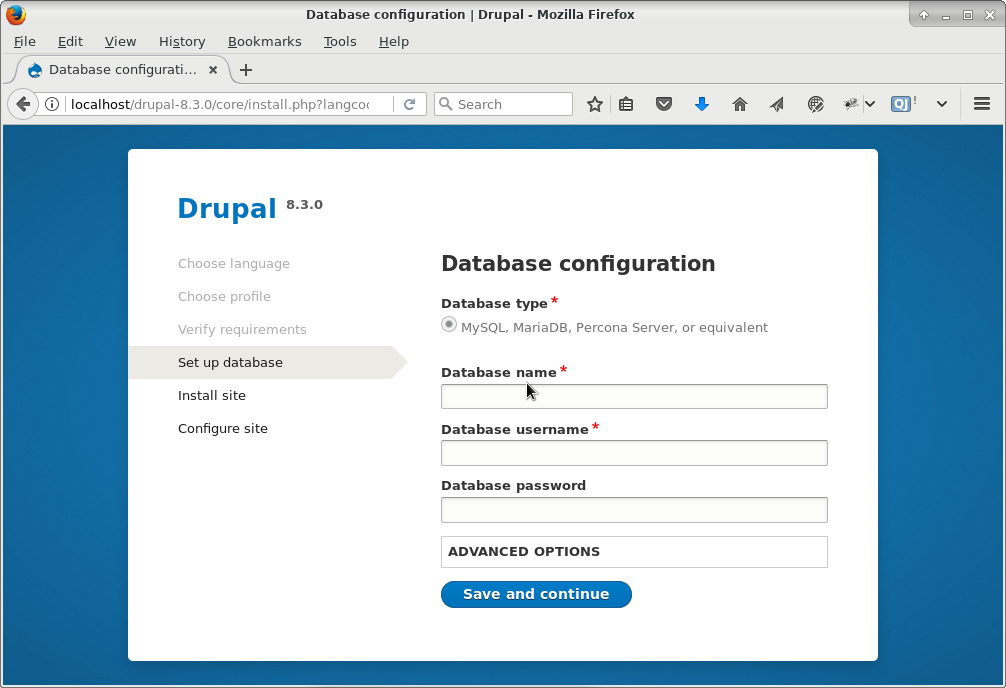 Database configuration | Drupal - Mozilla Firefox
File Edit View History Bookmarks Tools Help
Database configurati...
localhost/drupal-8.3.0/core/install.php?langcoc
Search
QJ !
Drupal 8.3.0
Choose language
Choose profile
Verify requirements
Set up database
Install site
Configure site
Database configuration
Database type *
MySQL, MariaDB, Percona Server, or equivalent
Database name *
Database username *
Database password
ADVANCED OPTIONS
Save and continue